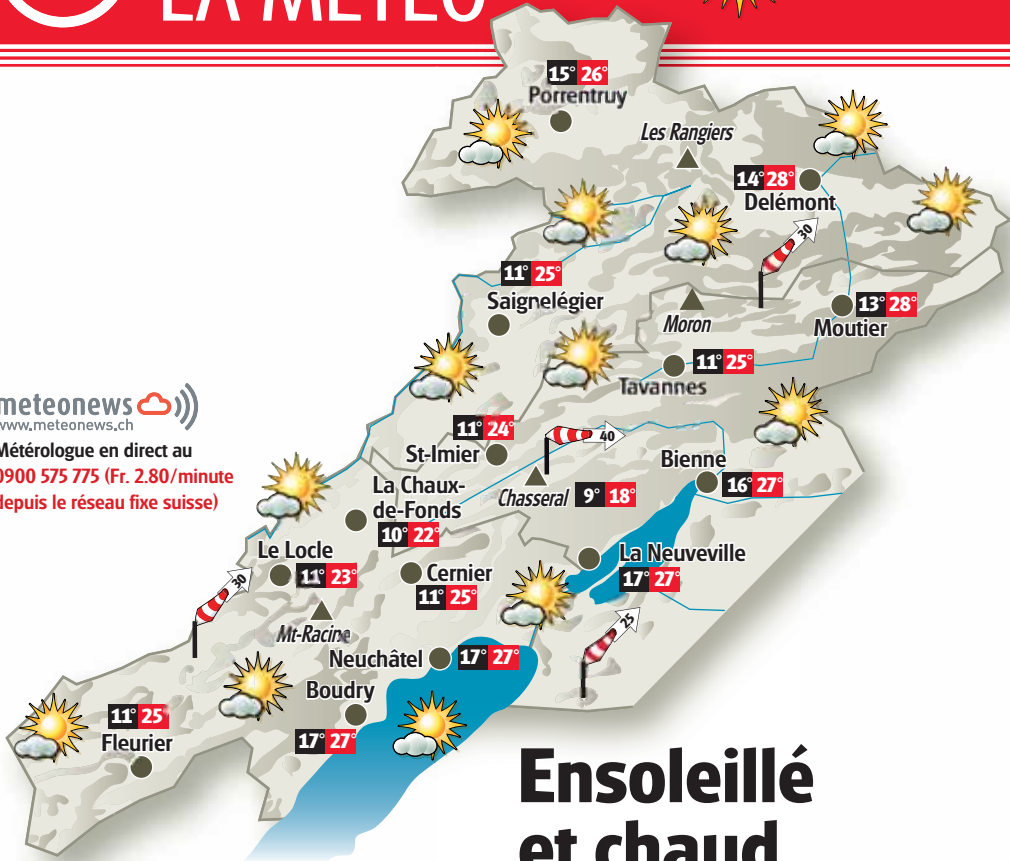 LA MÉTÉO
15° 26°
Porrentruy
Les Rangiers
14° 28°
Delémont
30
11° 25°
Saignelégier
Moron
13° 28°
Moutier
11° 25°
Tavannes
meteonews
www.meteonews.ch
Météorologue en direct au
0900 575 775 (Fr. 2.80/minute
depuis le réseau fixe suisse)
11° 24°
St-Imier
40
Chasseral 9° 18°
Bienne
16° 27°
La Chaux-
de-Fonds
10° 22°
Le Locle
11° 23°
30
Cernier
11° 25°
La Neuveville
17° 27°
25
Mt-Racine
Neuchâtel 17° 27°
Boudry
17° 27°
11° 25°
Fleurier
Ensoleillé
et chaud